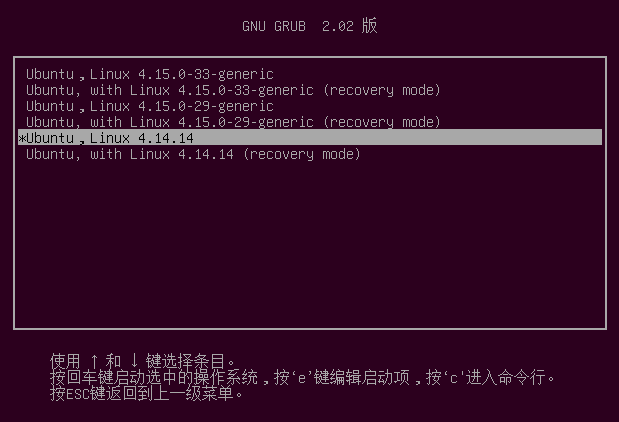 GNU GRUB 2.02 版
Ubuntu，Linux 4.15.0-33-generic
Ubuntu, with Linux 4.15.0-33-generic (recovery mode)
Ubuntu，Linux 4.15.0-29-generic
Ubuntu, with Linux 4.15.0-29-generic (recovery mode)
*Ubuntu，Linux 4.14.14
Ubuntu, with Linux 4.14.14 (recovery mode)
使用 ↑ 和 ↓ 键选择条目。
按回车键启动选中的操作系统，按‘e’键编辑启动项，按‘c'进入命令行。
按ESC键返回到上一级菜单。